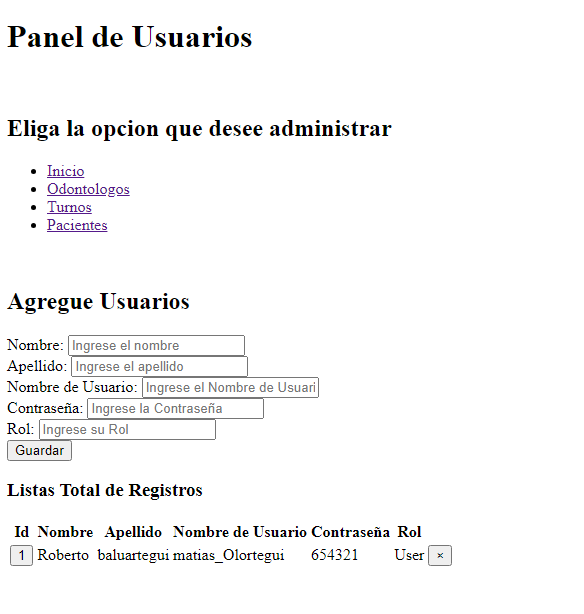 Panel de Usuarios
Eliga la opcion que desee administrar
Inicio
Odontologos
Turnos
Pacientes
Agregue Usuarios
Nombre: Ingrese el nombre
Apellido: Ingrese el apellido
Nombre de Usuario: Ingrese el Nombre de Usuari
Contraseña: Ingrese la Contraseña
Rol: Ingrese su Rol
Guardar
Listas Total de Registros
Id Nombre Apellido Nombre de Usuario Contraseña Rol
1 Roberto baluartegui matias_Olortegui 654321 User ×